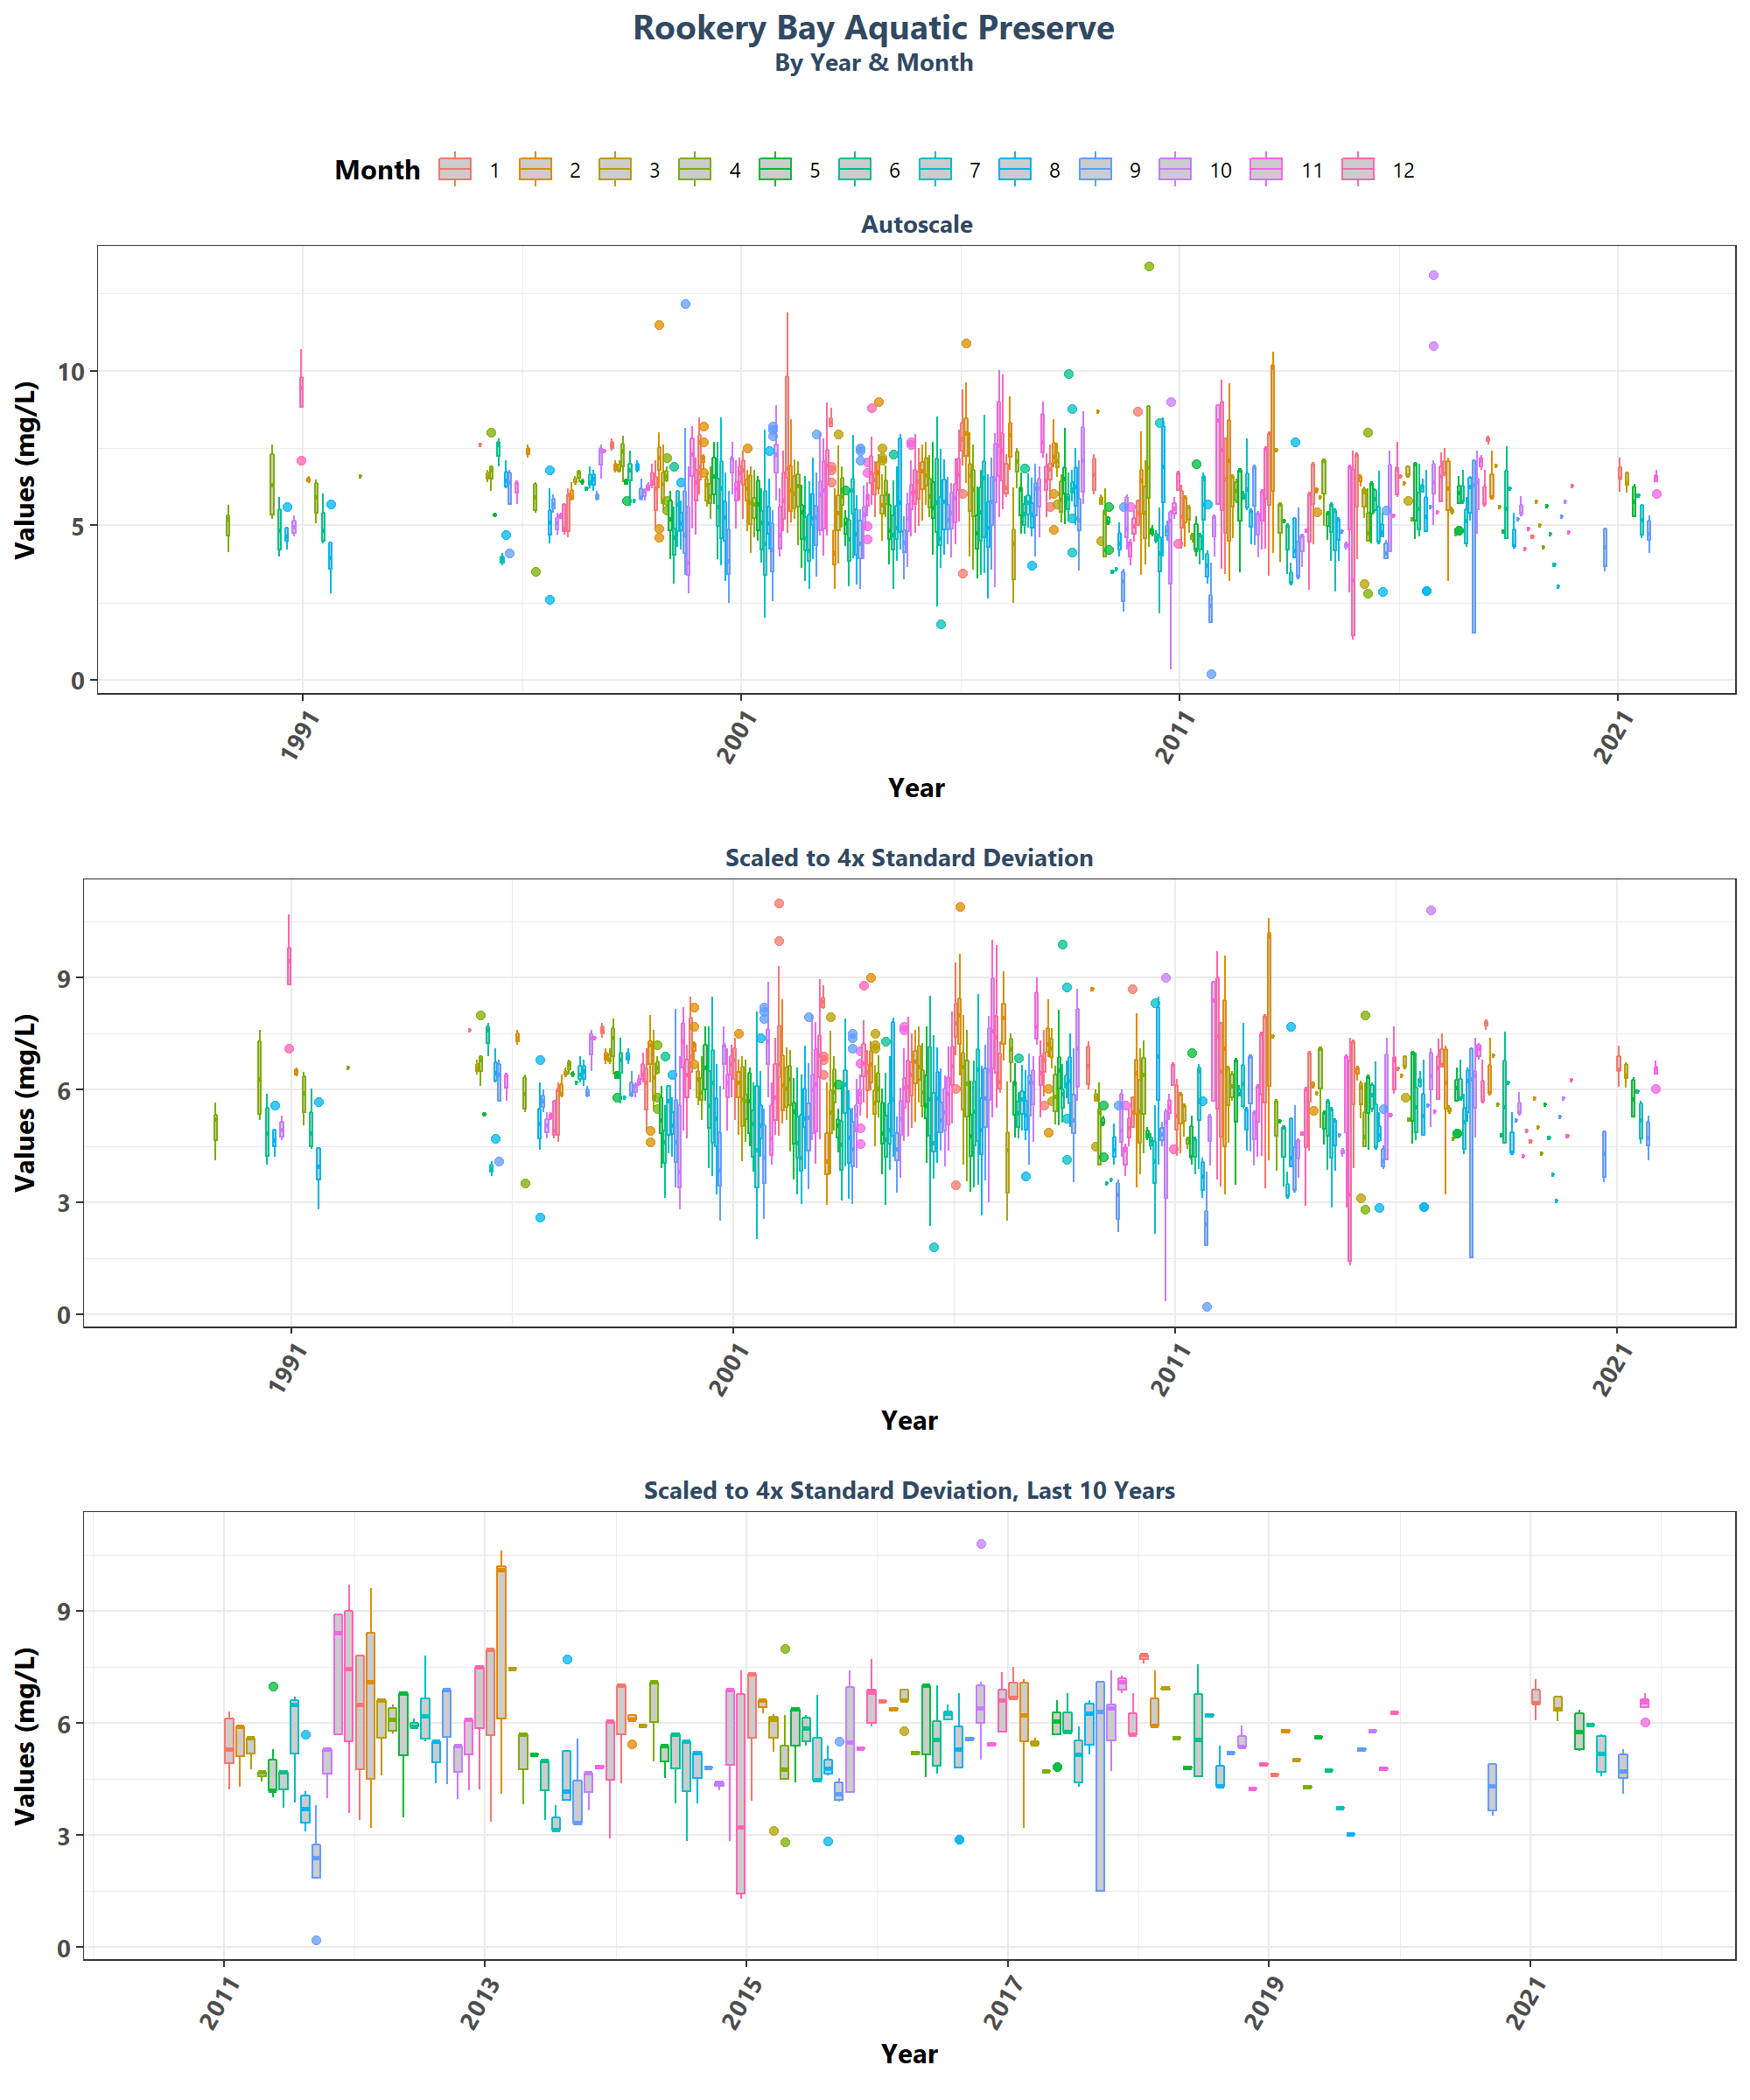 Rookery Bay Aquatic Preserve
By Year & Month
Month 1 2 3 4 5 6 7 8 9 10 11 12
Autoscale
Values (mg/L)
10
5
0
1991 2001 2011 2021
Year
Scaled to 4x Standard Deviation
Values (mg/L)
9
6
3
0
1991 2001 2011 2021
Year
Scaled to 4x Standard Deviation, Last 10 Years
Values (mg/L)
9
6
3
0
2011 2013 2015 2017 2019 2021
Year